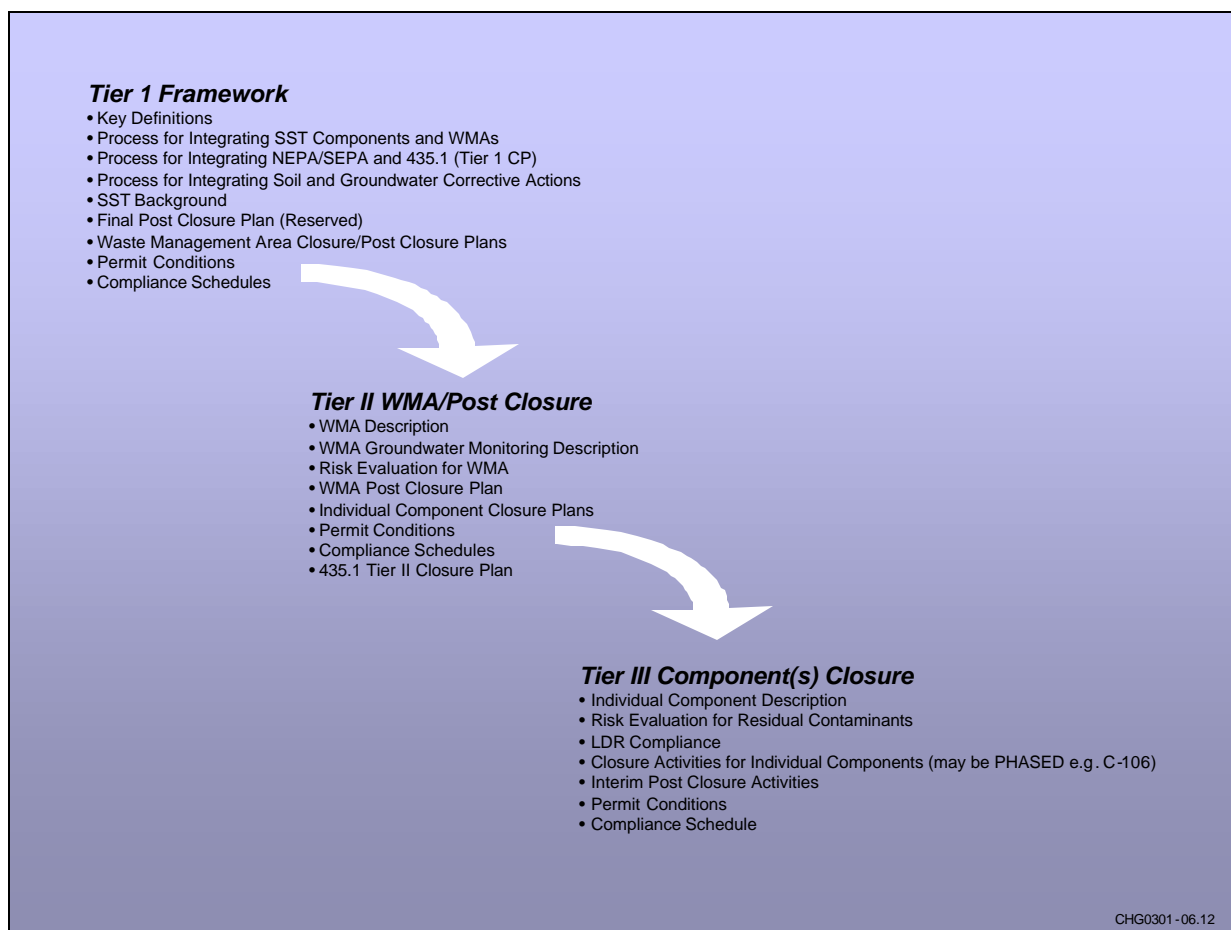 Tier 1 Framework
• Key Definitions
• Process for Integrating SST Components and WMAs
• Process for Integrating NEPA/SEPA and 435.1 (Tier 1 CP)
• Process for Integrating Soil and Groundwater Corrective Actions
• SST Background
• Final Post Closure Plan (Reserved)
• Waste Management Area Closure/Post Closure Plans
• Permit Conditions
• Compliance Schedules
Tier II WMA/Post Closure
• WMA Description
• WMA Groundwater Monitoring Description
• Risk Evaluation for WMA
• WMA Post Closure Plan
• Individual Component Closure Plans
• Permit Conditions
• Compliance Schedules
• 435.1 Tier II Closure Plan
Tier III Component(s) Closure
• Individual Component Description
• Risk Evaluation for Residual Contaminants
• LDR Compliance
• Closure Activities for Individual Components (may be PHASED e.g. C-106)
• Interim Post Closure Activities
• Permit Conditions
• Compliance Schedule
CHG0301-06.12